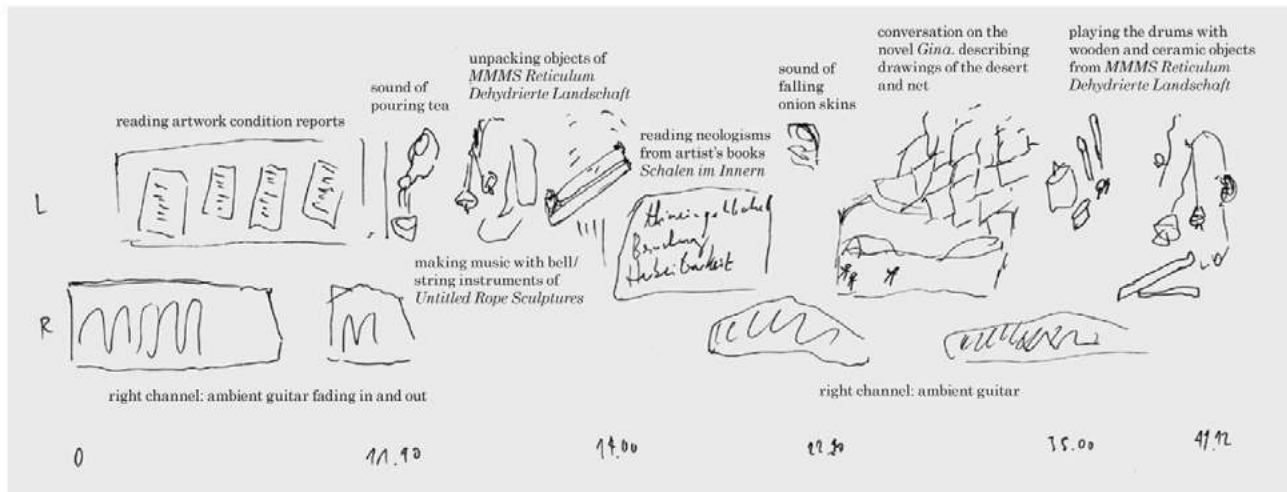 conversation on the
novel Gina. describing
drawings of the desert
and net
playing the drums with
wooden and ceramic objects
from MMMS Reticulum
Dehydrierte Landschaft
unpacking objects of
MMMS Reticulum
Dehydrierte Landschaft
sound of
falling
onion skins
sound of
pouring tea
reading artwork condition reports
reading neologisms
from artist's books
Schalen im Innern
L
making music with bell/
string instruments of
Untitled Rope Sculptures
R
right channel: ambient guitar fading in and out
right channel: ambient guitar
0
14.00
35.00
41.12